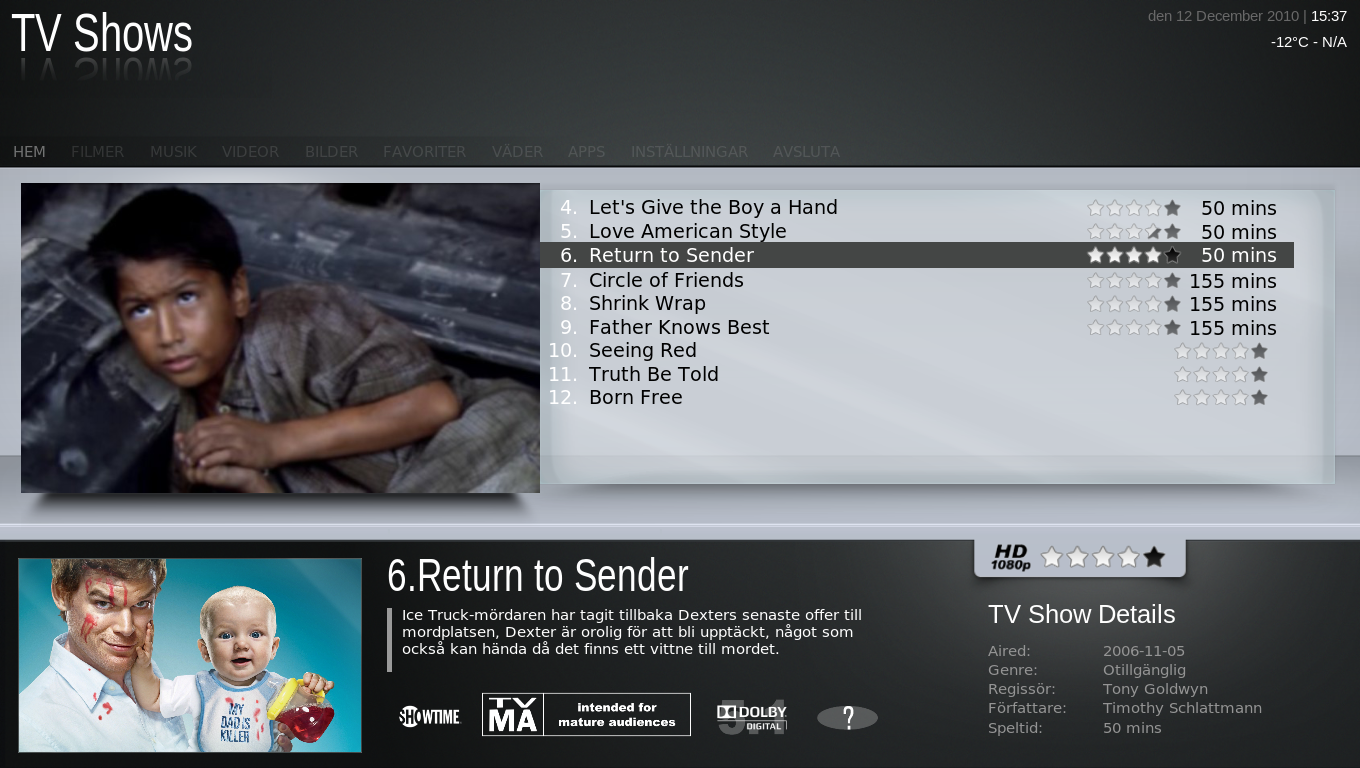 TV Shows
den 12 December 2010 | 15:37
-12°C - N/A
HEM FILMER MUSIK VIDEOR BILDER FAVORITER VÄDER APPS INSTÄLLNINGAR AVSLUTA
4. Let's Give the Boy a Hand 50 mins
5. Love American Style 50 mins
6. Return to Sender 50 mins
7. Circle of Friends 155 mins
8. Shrink Wrap 155 mins
9. Father Knows Best 155 mins
10. Seeing Red
11. Truth Be Told
12. Born Free
HD
1080p
6.Return to Sender
Ice Truck-mördaren har tagit tillbaka Dexters senaste offer till
mordplatsen, Dexter är orolig för att bli upptäckt, något som
också kan hända då det finns ett vittne till mordet.
MY
DAD IS
KILLER
SHOWTIME
TV
MA
intended for
mature audiences
5.1
DOLBY
DIGITAL
?
TV Show Details
Aired: 2006-11-05
Genre: Otillgänglig
Regissör: Tony Goldwyn
Författare: Timothy Schlattmann
Speltid: 50 mins